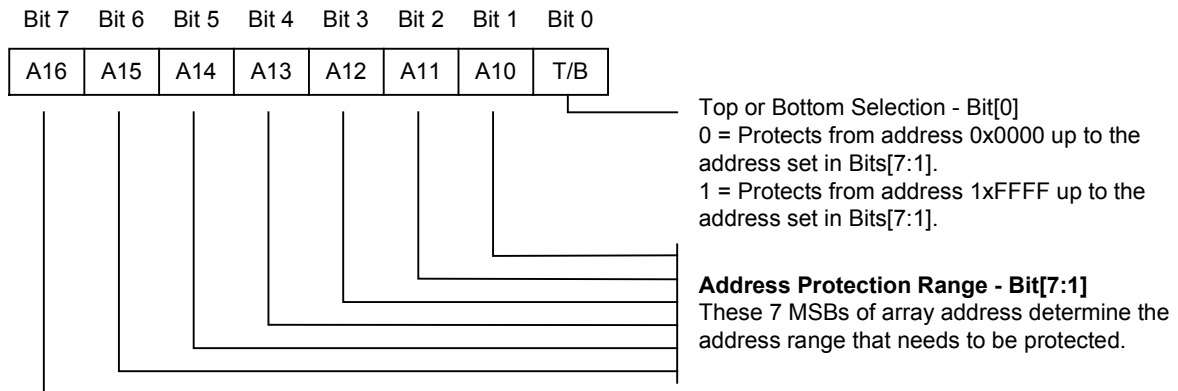 Bit 7 Bit 6 Bit 5 Bit 4 Bit 3 Bit 2 Bit 1 Bit 0
A16 A15 A14 A13 A12 A11 A10 T/B
Top or Bottom Selection - Bit[0]
0 = Protects from address 0x0000 up to the
address set in Bits[7:1].
1 = Protects from address 1xFFFF up to the
address set in Bits[7:1].
Address Protection Range - Bit[7:1]
These 7 MSBs of array address determine the
address range that needs to be protected.